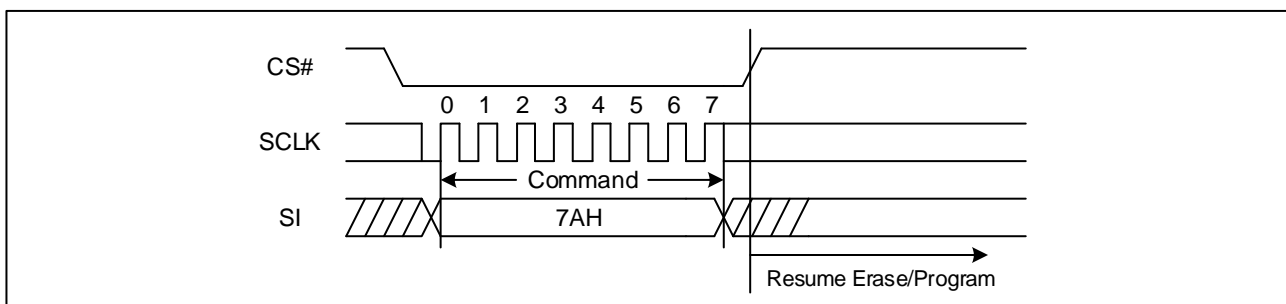 CS#
0 1 2 3 4 5 6 7
SCLK
Command
SI
7AH
Resume Erase/Program